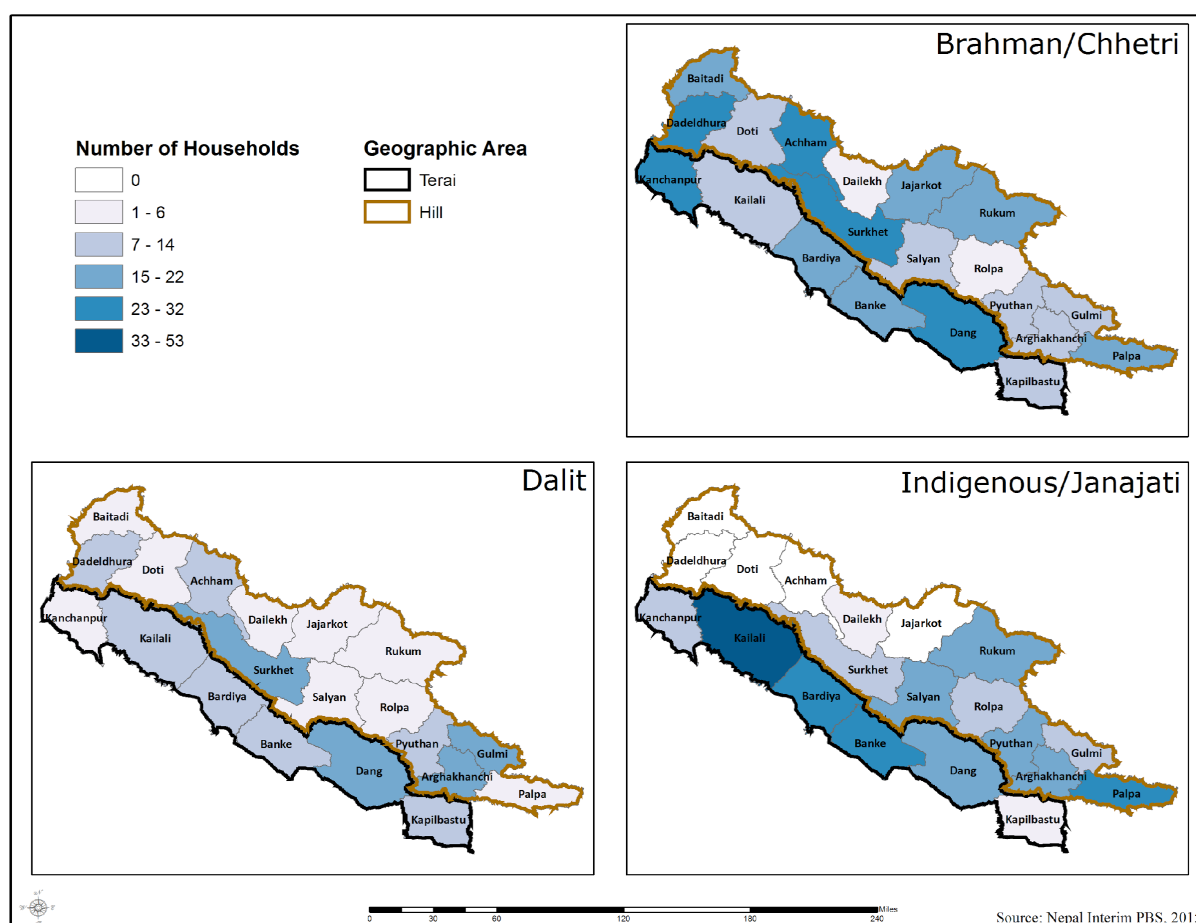 Brahman/Chhetri
Number of Households
0
1 - 6
7 - 14
15 - 22
23 - 32
33 - 53
Geographic Area
Terai
Hill
Baitadi
Dadeldhura
Doti
Achham
Kanchanpur
Kailali
Dailekh
Jajarkot
Rukum
Surkhet
Bardiya
Salyan
Rolpa
Banke
Pyuthan
Gulmi
Dang
Arghakhanchi
Palpa
Kapilbastu
Dalit
Baitadi
Dadeldhura
Doti
Achham
Kanchanpur
Kailali
Dailekh
Jajarkot
Rukum
Surkhet
Bardiya
Salyan
Rolpa
Banke
Pyuthan
Gulmi
Dang
Arghakhanchi
Palpa
Kapilbastu
Indigenous/Janajati
Baitadi
Dadeldhura
Doti
Achham
Kanchanpur
Kailali
Dailekh
Jajarkot
Rukum
Surkhet
Bardiya
Salyan
Rolpa
Banke
Pyuthan
Gulmi
Dang
Arghakhanchi
Palpa
Kapilbastu
Miles
0 30 60 120 180 240
Source: Nepal Interim PBS, 201